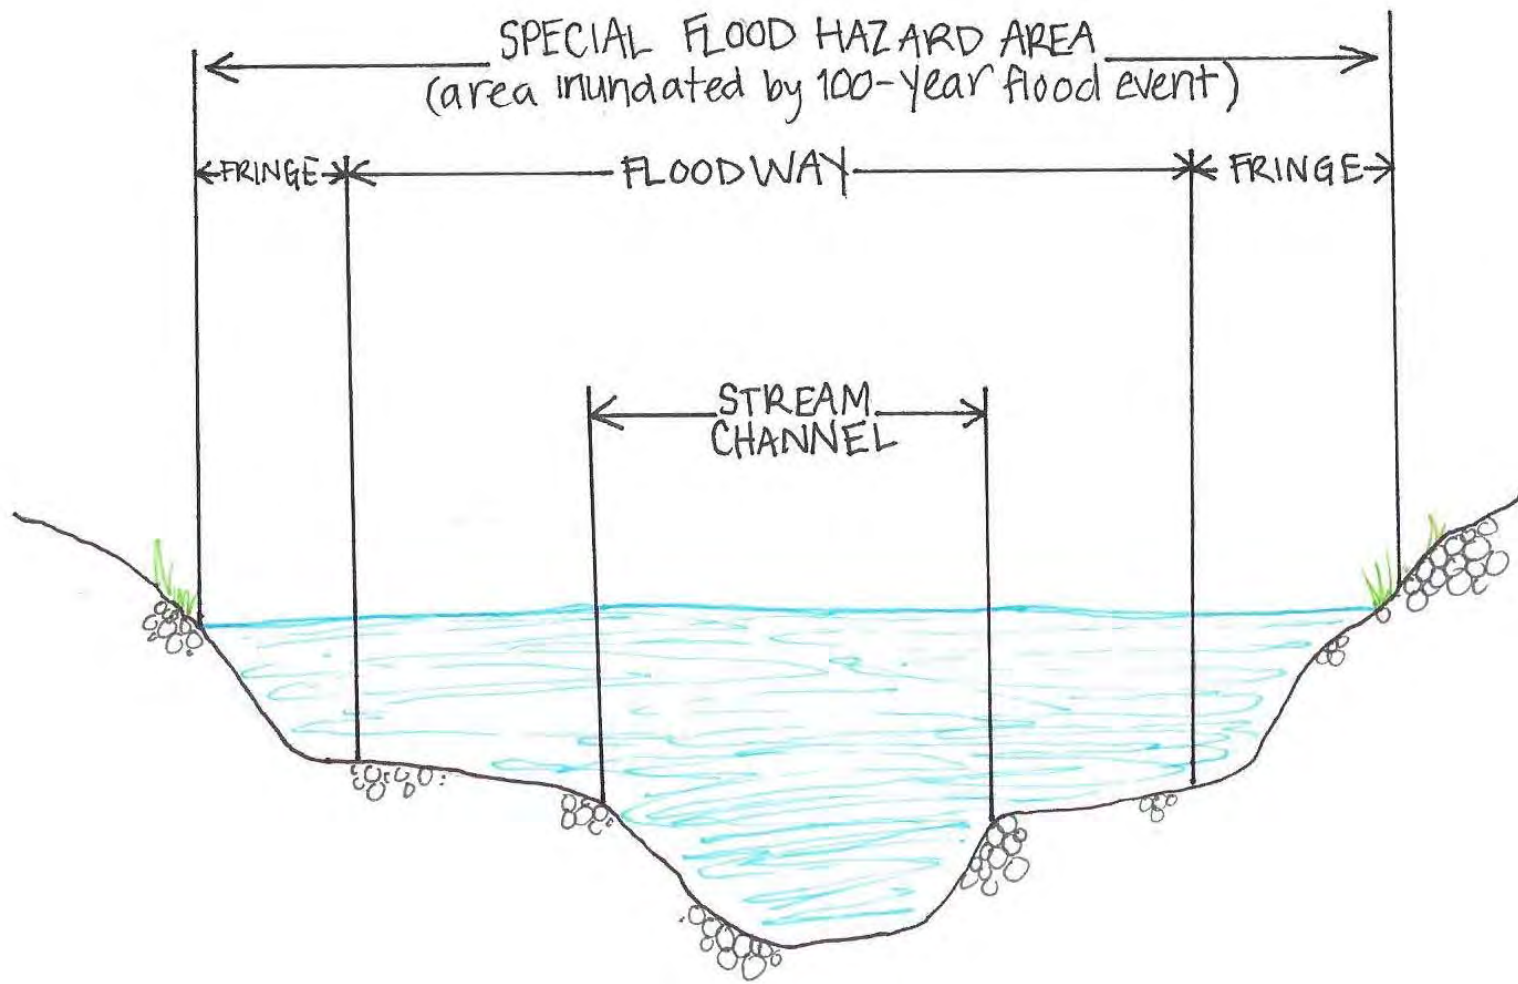 SPECIAL FLOOD HAZARD AREA
(area inundated by 100-year flood event)
FRINGE
FLOODWAY
FRINGE
STREAM
CHANNEL